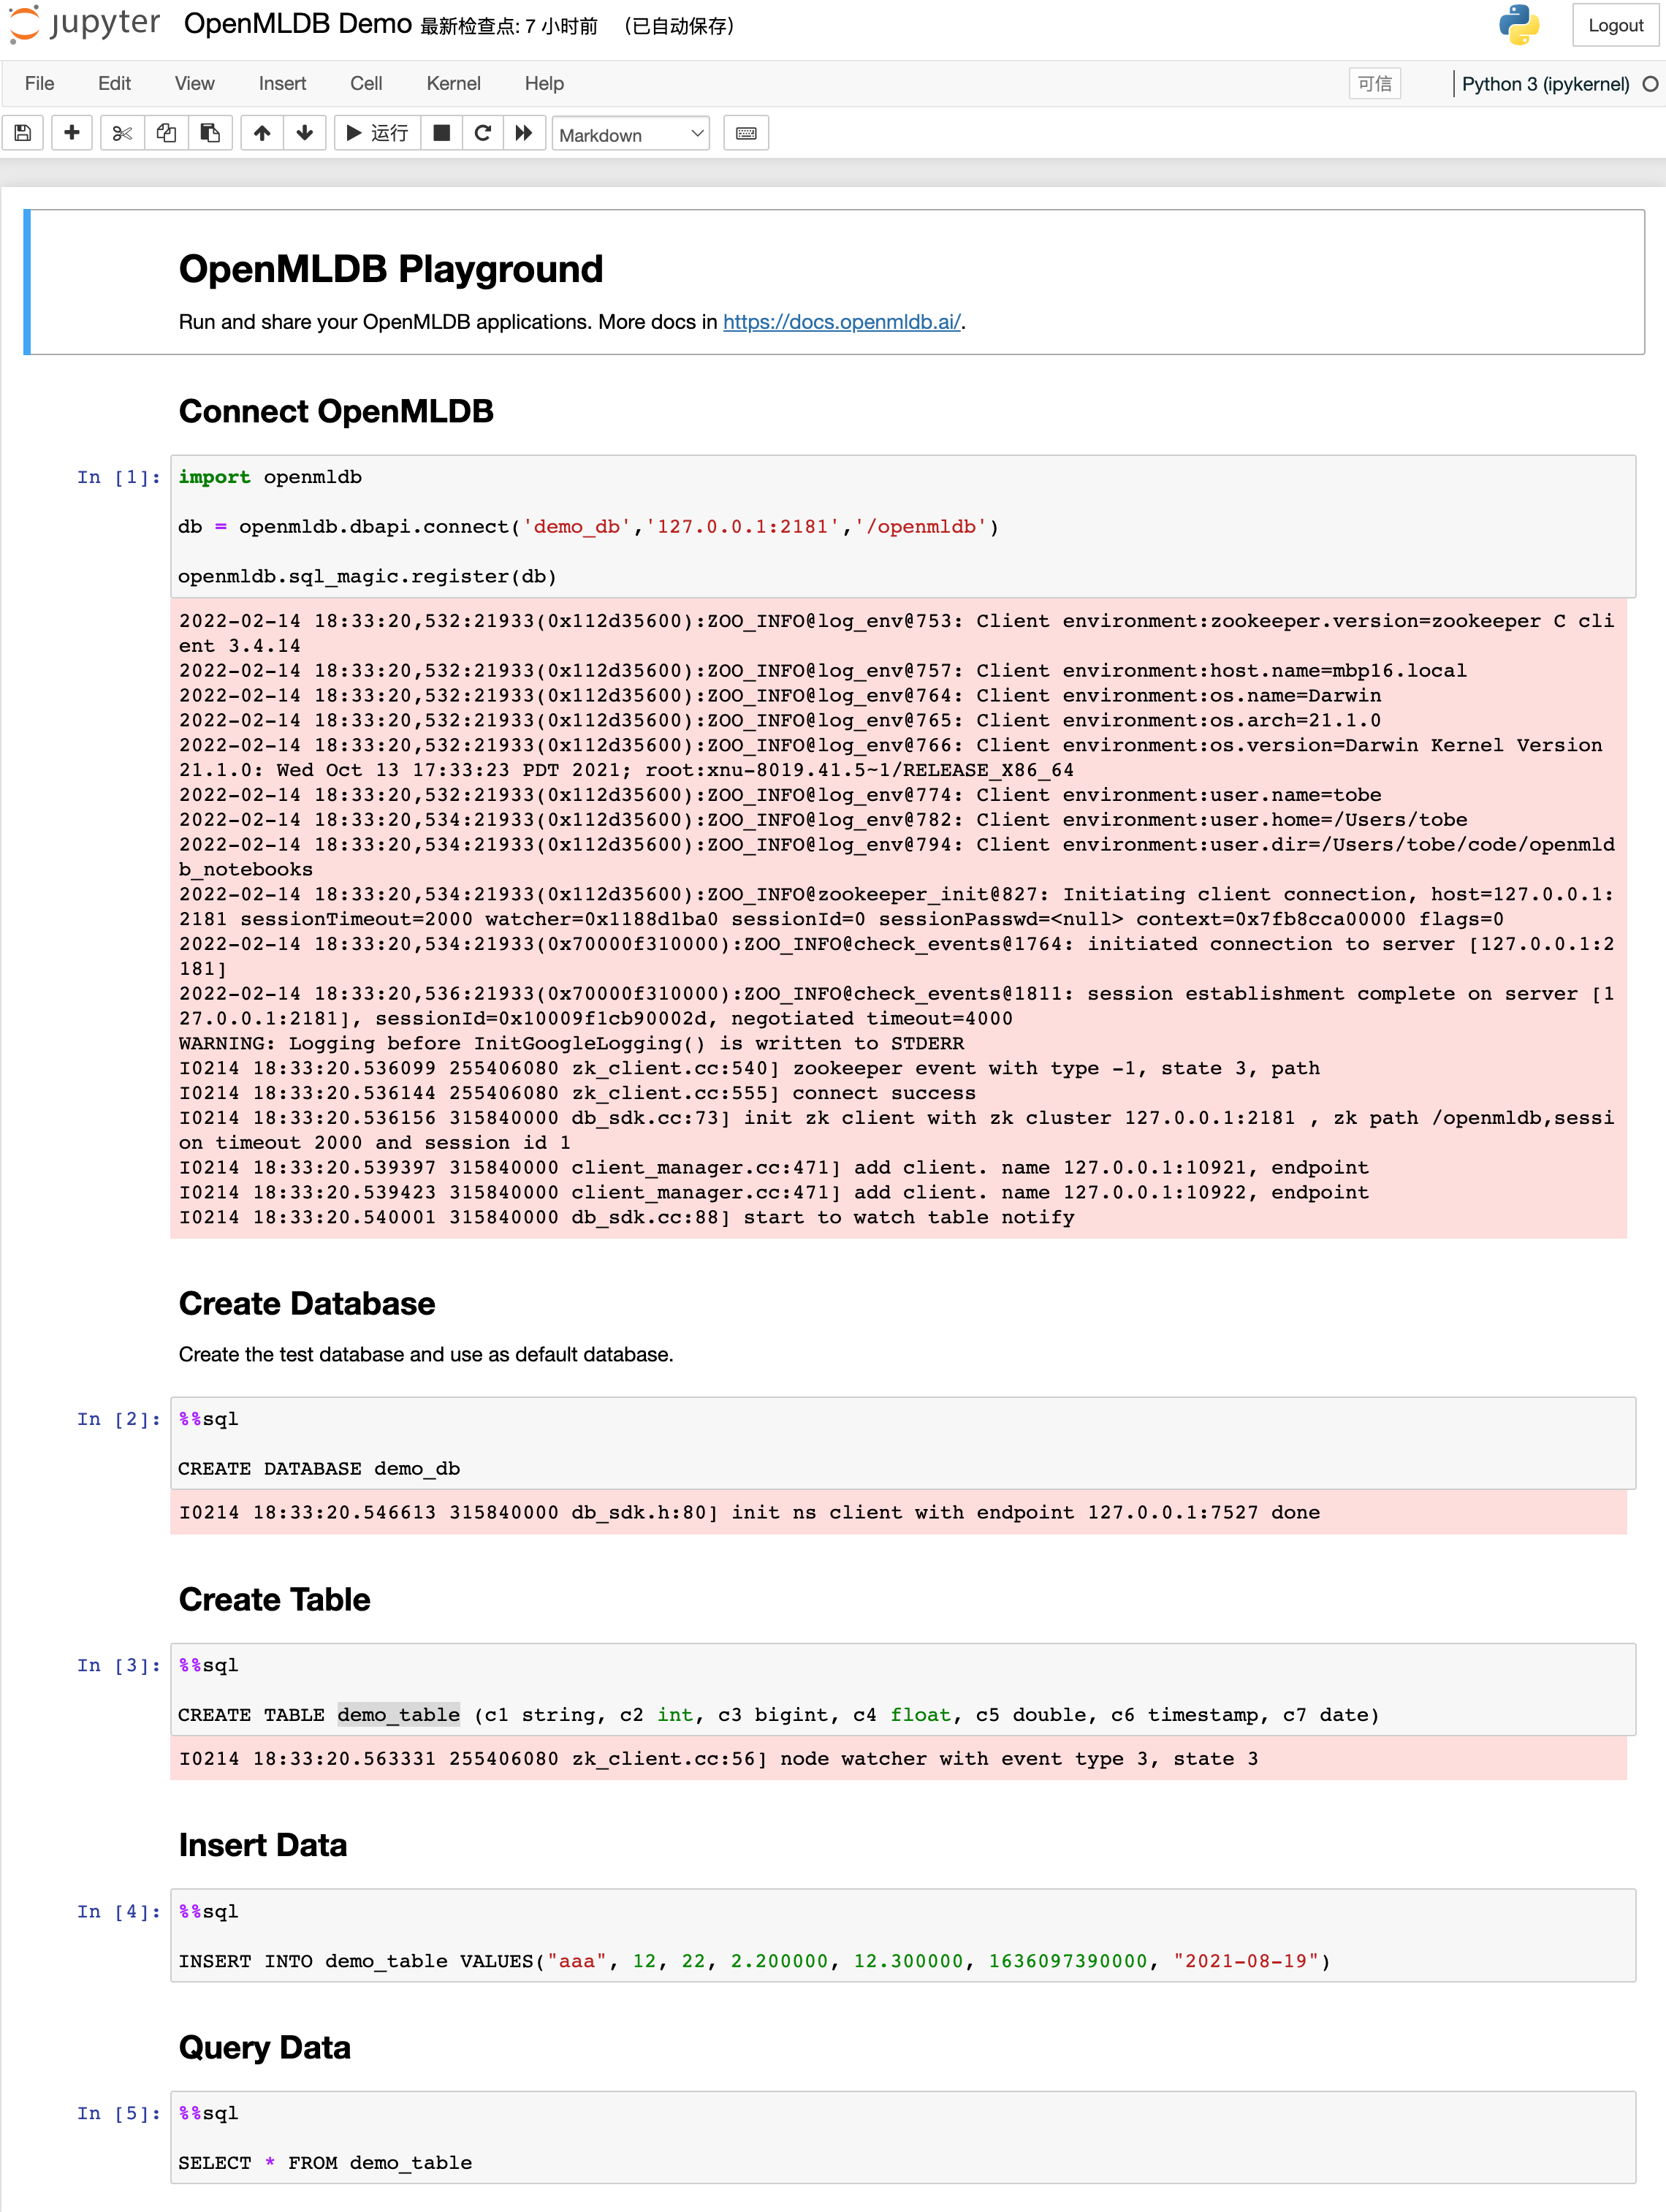 jupyter OpenMLDB Demo 最新检查点: 7 小时前 (已自动保存) Logout
File Edit View Insert Cell Kernel Help 可信 Python 3 (ipykernel)
运行 Markdown
OpenMLDB Playground
Run and share your OpenMLDB applications. More docs in https://docs.openmldb.ai/.
Connect OpenMLDB
In [1]: import openmldb
db = openmldb.dbapi.connect('demo_db','127.0.0.1:2181','/openmldb')
openmldb.sql_magic.register(db)
2022-02-14 18:33:20,532:21933(0x112d35600):ZOO_INFO@log_env@753: Client environment:zookeeper.version=zookeeper C cli
ent 3.4.14
2022-02-14 18:33:20,532:21933(0x112d35600):ZOO_INFO@log_env@757: Client environment:host.name=mbp16.local
2022-02-14 18:33:20,532:21933(0x112d35600):ZOO_INFO@log_env@764: Client environment:os.name=Darwin
2022-02-14 18:33:20,532:21933(0x112d35600):ZOO_INFO@log_env@765: Client environment:os.arch=21.1.0
2022-02-14 18:33:20,532:21933(0x112d35600):ZOO_INFO@log_env@766: Client environment:os.version=Darwin Kernel Version
21.1.0: Wed Oct 13 17:33:23 PDT 2021; root:xnu-8019.41.5~1/RELEASE_X86_64
2022-02-14 18:33:20,532:21933(0x112d35600):ZOO_INFO@log_env@774: Client environment:user.name=tobe
2022-02-14 18:33:20,534:21933(0x112d35600):ZOO_INFO@log_env@782: Client environment:user.home=/Users/tobe
2022-02-14 18:33:20,534:21933(0x112d35600):ZOO_INFO@log_env@794: Client environment:user.dir=/Users/tobe/code/openmld
b_notebooks
2022-02-14 18:33:20,534:21933(0x112d35600):ZOO_INFO@zookeeper_init@827: Initiating client connection, host=127.0.0.1:
2181 sessionTimeout=2000 watcher=0x1188d1ba0 sessionId=0 sessionPasswd=<null> context=0x7fb8cca00000 flags=0
2022-02-14 18:33:20,534:21933(0x70000f310000):ZOO_INFO@check_events@1764: initiated connection to server [127.0.0.1:2
181]
2022-02-14 18:33:20,536:21933(0x70000f310000):ZOO_INFO@check_events@1811: session establishment complete on server [1
27.0.0.1:2181], sessionId=0x10009f1cb90002d, negotiated timeout=4000
WARNING: Logging before InitGoogleLogging() is written to STDERR
I0214 18:33:20.536099 255406080 zk_client.cc:540] zookeeper event with type -1, state 3, path
I0214 18:33:20.536144 255406080 zk_client.cc:555] connect success
I0214 18:33:20.536156 315840000 db_sdk.cc:73] init zk client with zk cluster 127.0.0.1:2181 , zk path /openmldb,sessi
on timeout 2000 and session id 1
I0214 18:33:20.539397 315840000 client_manager.cc:471] add client. name 127.0.0.1:10921, endpoint
I0214 18:33:20.539423 315840000 client_manager.cc:471] add client. name 127.0.0.1:10922, endpoint
I0214 18:33:20.540001 315840000 db_sdk.cc:88] start to watch table notify
Create Database
Create the test database and use as default database.
In [2]: %%sql
CREATE DATABASE demo_db
I0214 18:33:20.546613 315840000 db_sdk.h:80] init ns client with endpoint 127.0.0.1:7527 done
Create Table
In [3]: %%sql
CREATE TABLE demo_table (c1 string, c2 int, c3 bigint, c4 float, c5 double, c6 timestamp, c7 date)
I0214 18:33:20.563331 255406080 zk_client.cc:56] node watcher with event type 3, state 3
Insert Data
In [4]: %%sql
INSERT INTO demo_table VALUES("aaa", 12, 22, 2.200000, 12.300000, 1636097390000, "2021-08-19")
Query Data
In [5]: %%sql
SELECT * FROM demo_table